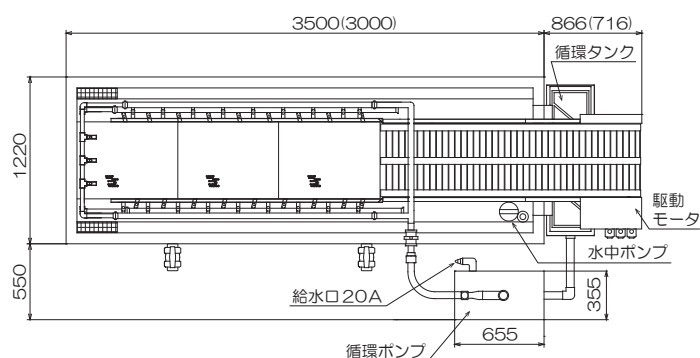 3500(3000)
866(716)
循環タンク
1220
駆動
モータ
水中ポンプ
給水口20A
550
355
655
循環ポンプ